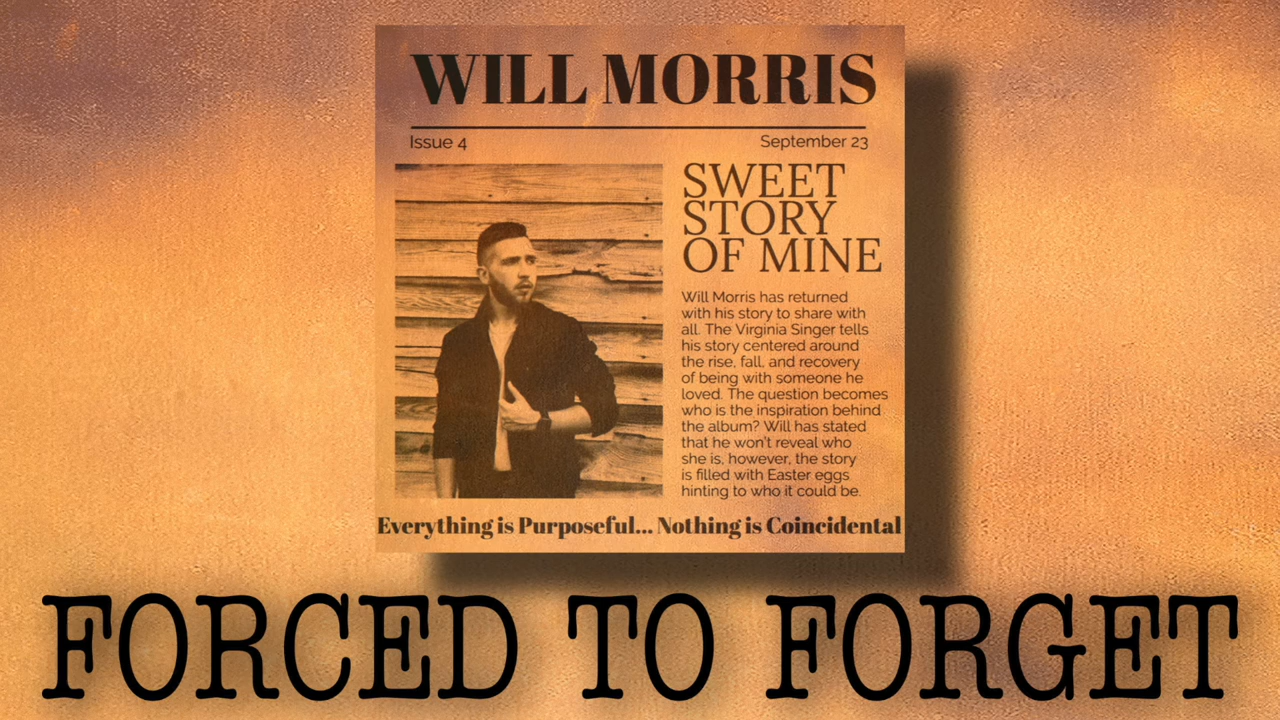 WILL MORRIS
Issue 4
September 23
SWEET
STORY
OF MINE
Will Morris has returned
with his story to share with
all. The Virginia Singer tells
his story centered around
the rise, fall, and recovery
of being with someone he
loved. The question becomes
who is the inspiration behind
the album? Will has stated
that he won't reveal who
she is, however, the story
is filled with Easter eggs
hinting to who it could be.
Everything is Purposeful... Nothing is Coincidental
FORCED TO FORGET